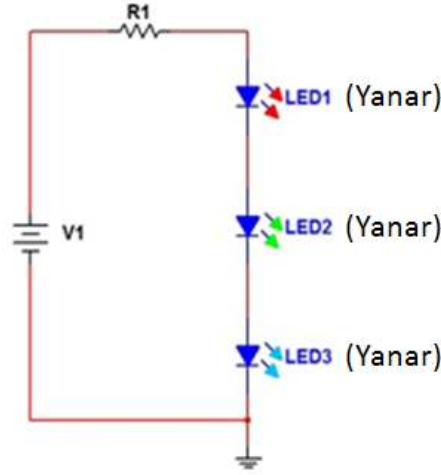 R1
LED1 (Yanar)
V1
LED2 (Yanar)
LED3 (Yanar)